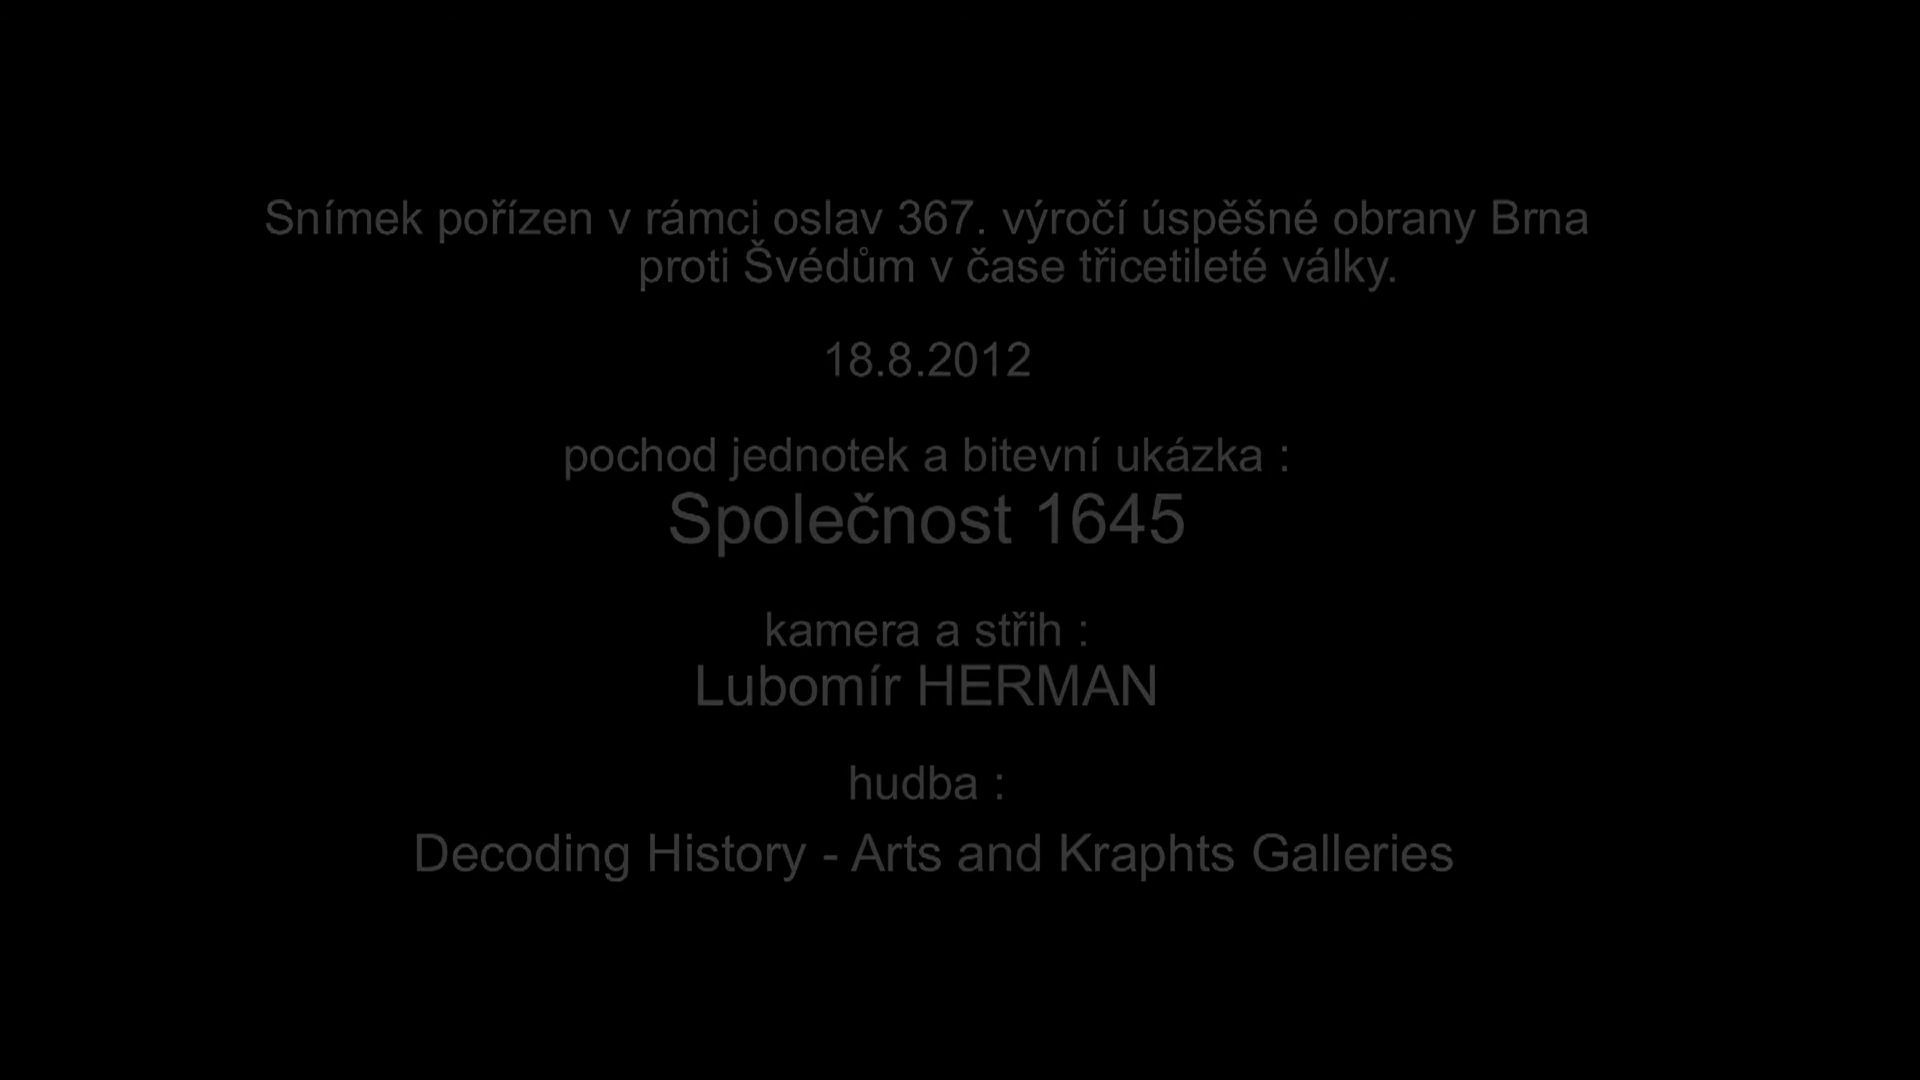 Snímek pořízen v rámci oslav 367. výročí úspěšné obrany Brna
proti Švédům v čase třicetileté války.
18.8.2012
pochod jednotek a bitevní ukázka :
Společnost 1645
kamera a střih :
Lubomír HERMAN
hudba :
Decoding History - Arts and Kraphts Galleries